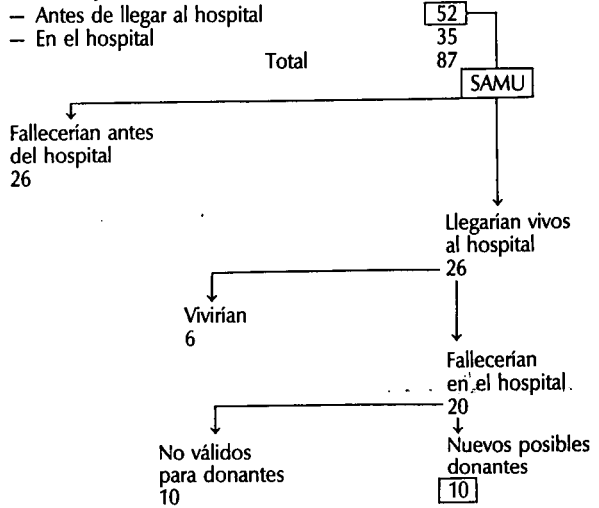 – Antes de llegar al hospital 52
– En el hospital 35
Total 87
SAMU
Fallecerían antes
del hospital
26
Llegarían vivos
al hospital
26
Vivirían
6
Fallecerían
en el hospital.
20
No válidos
para donantes
10
Nuevos posibles
donantes
10